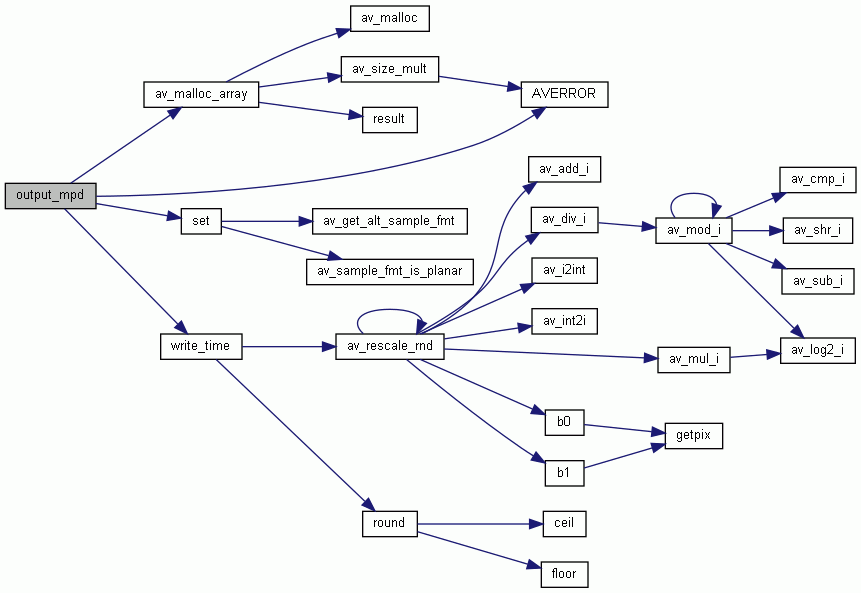 output_mpd
av_malloc_array
av_malloc
av_size_mult
result
AVERROR
set
av_get_alt_sample_fmt
av_sample_fmt_is_planar
write_time
av_rescale_rnd
av_add_i
av_div_i
av_i2int
av_int2i
av_mod_i
av_cmp_i
av_shr_i
av_sub_i
av_log2_i
av_mul_i
b0
b1
getpix
round
ceil
floor